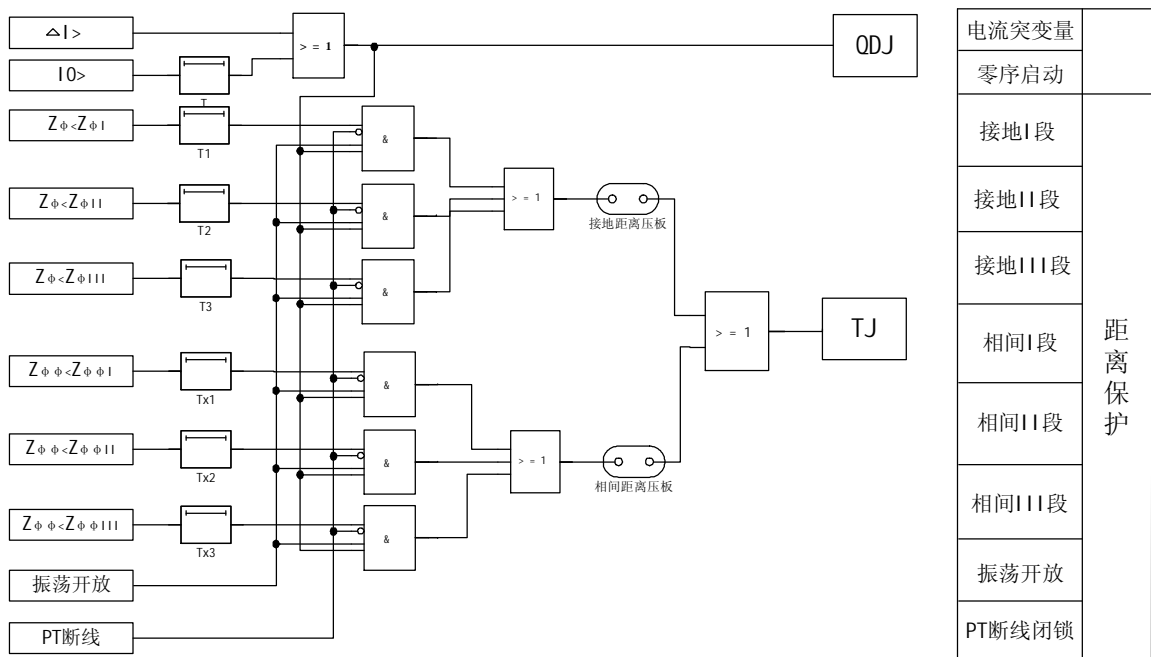 △I>
>=1
QDJ
电流突变量
I0>
T
零序启动
Zφ<ZφI
T1
&
接地I段
Zφ<ZφII
T2
&
>=1
接地距离压板
接地II段
Zφ<ZφIII
T3
&
接地III段
>=1
TJ
Zφφ<ZφφI
Tx1
&
相间I段
距离保护
Zφφ<ZφφII
Tx2
&
>=1
相间距离压板
相间II段
Zφφ<ZφφIII
Tx3
&
相间III段
振荡开放
振荡开放
PT断线
PT断线闭锁